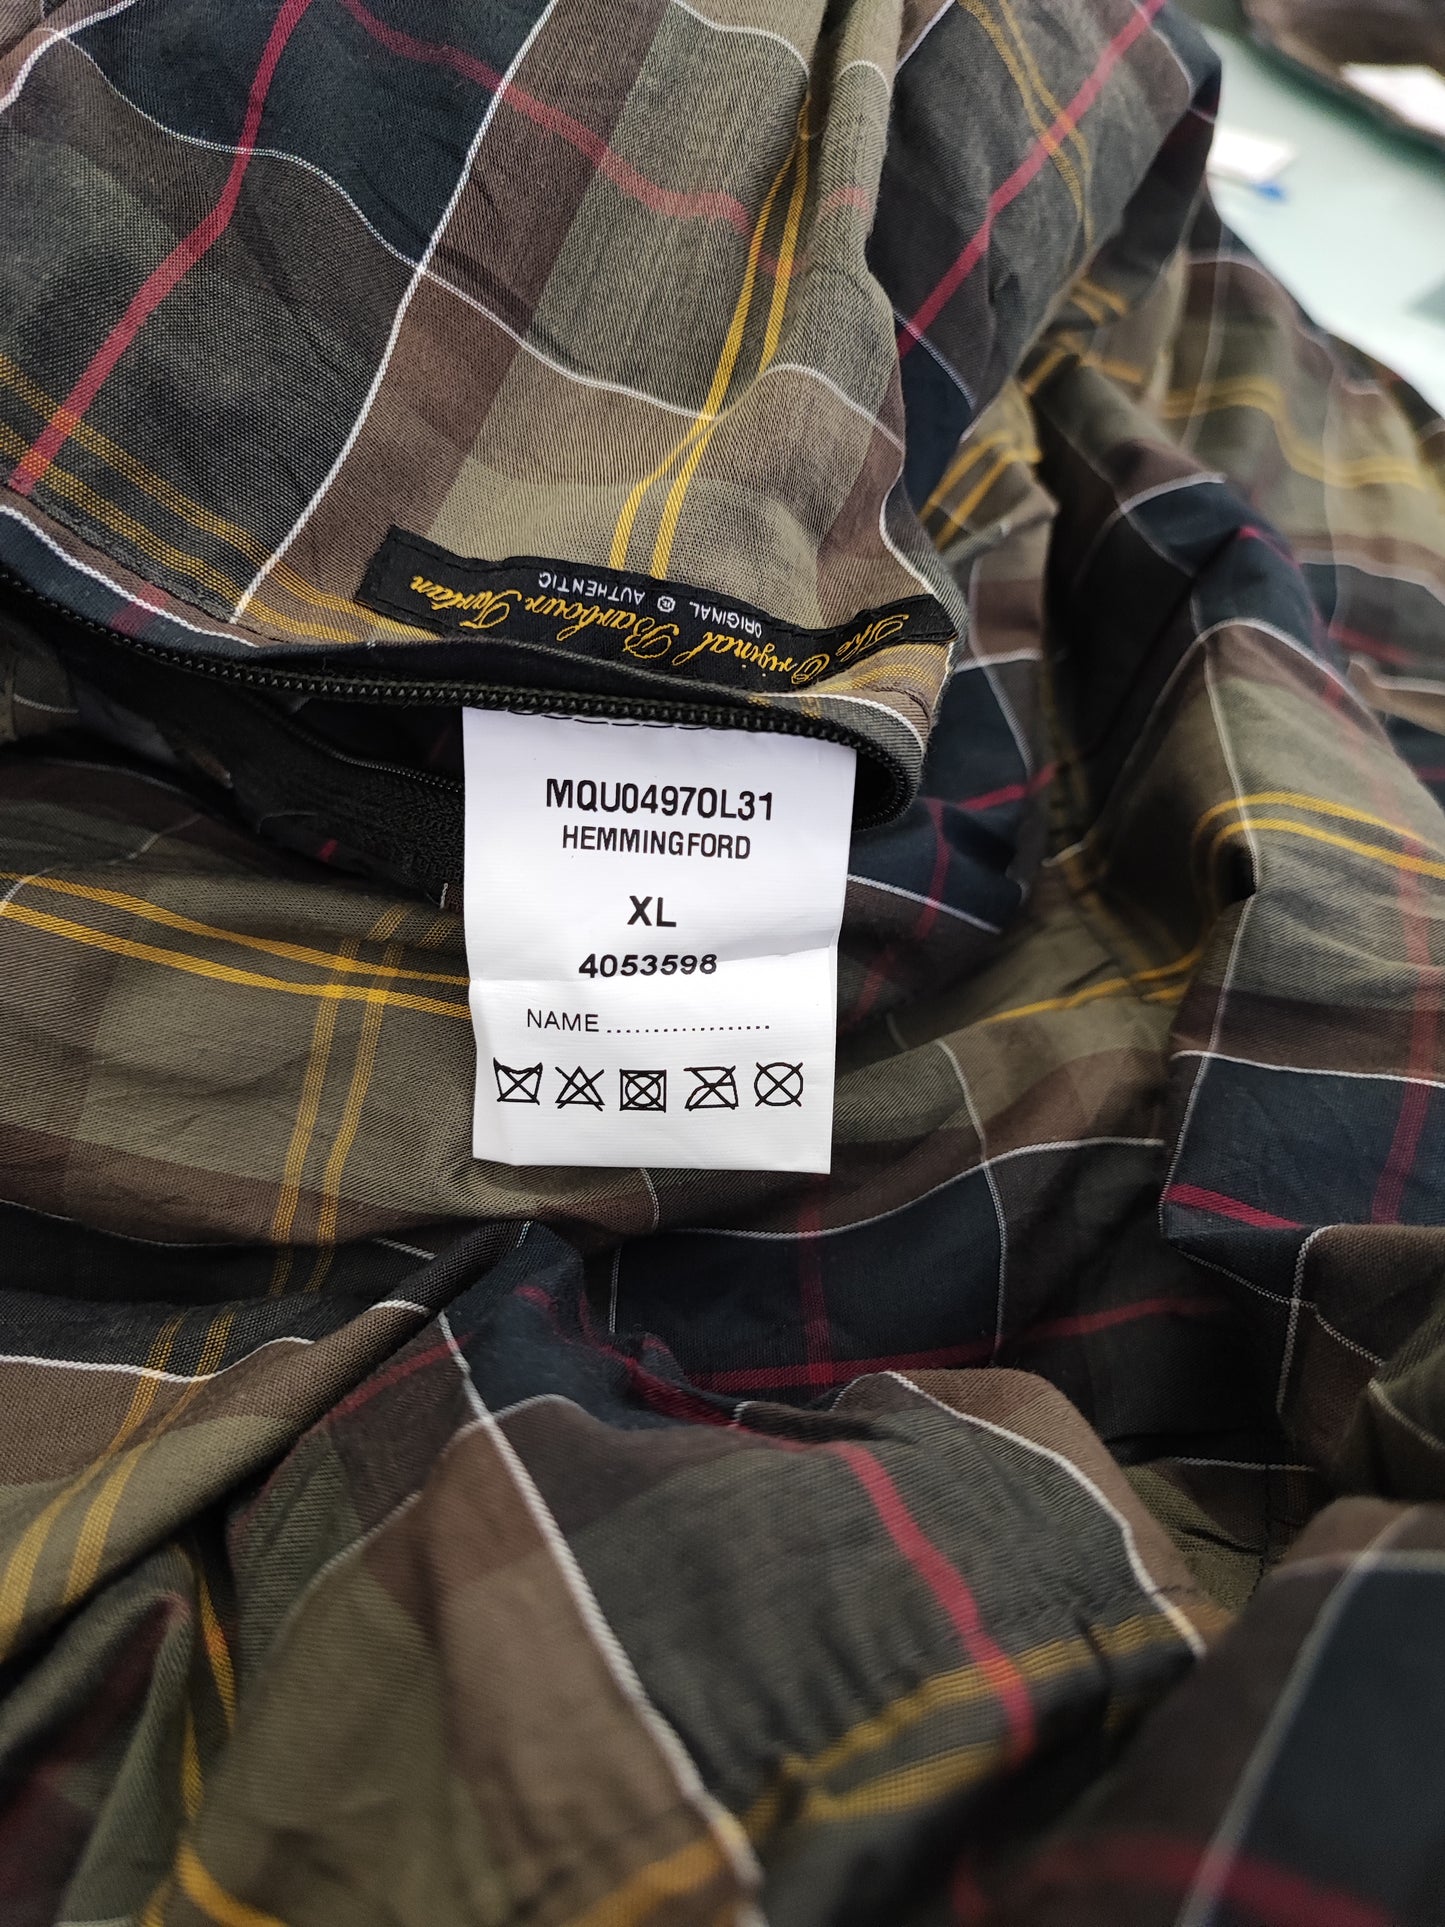 The Original Barbour Tartan
ORIGINAL ® AUTHENTIC
MQU0497OL31
HEMMINGFORD
XL
4053598
NAME..................